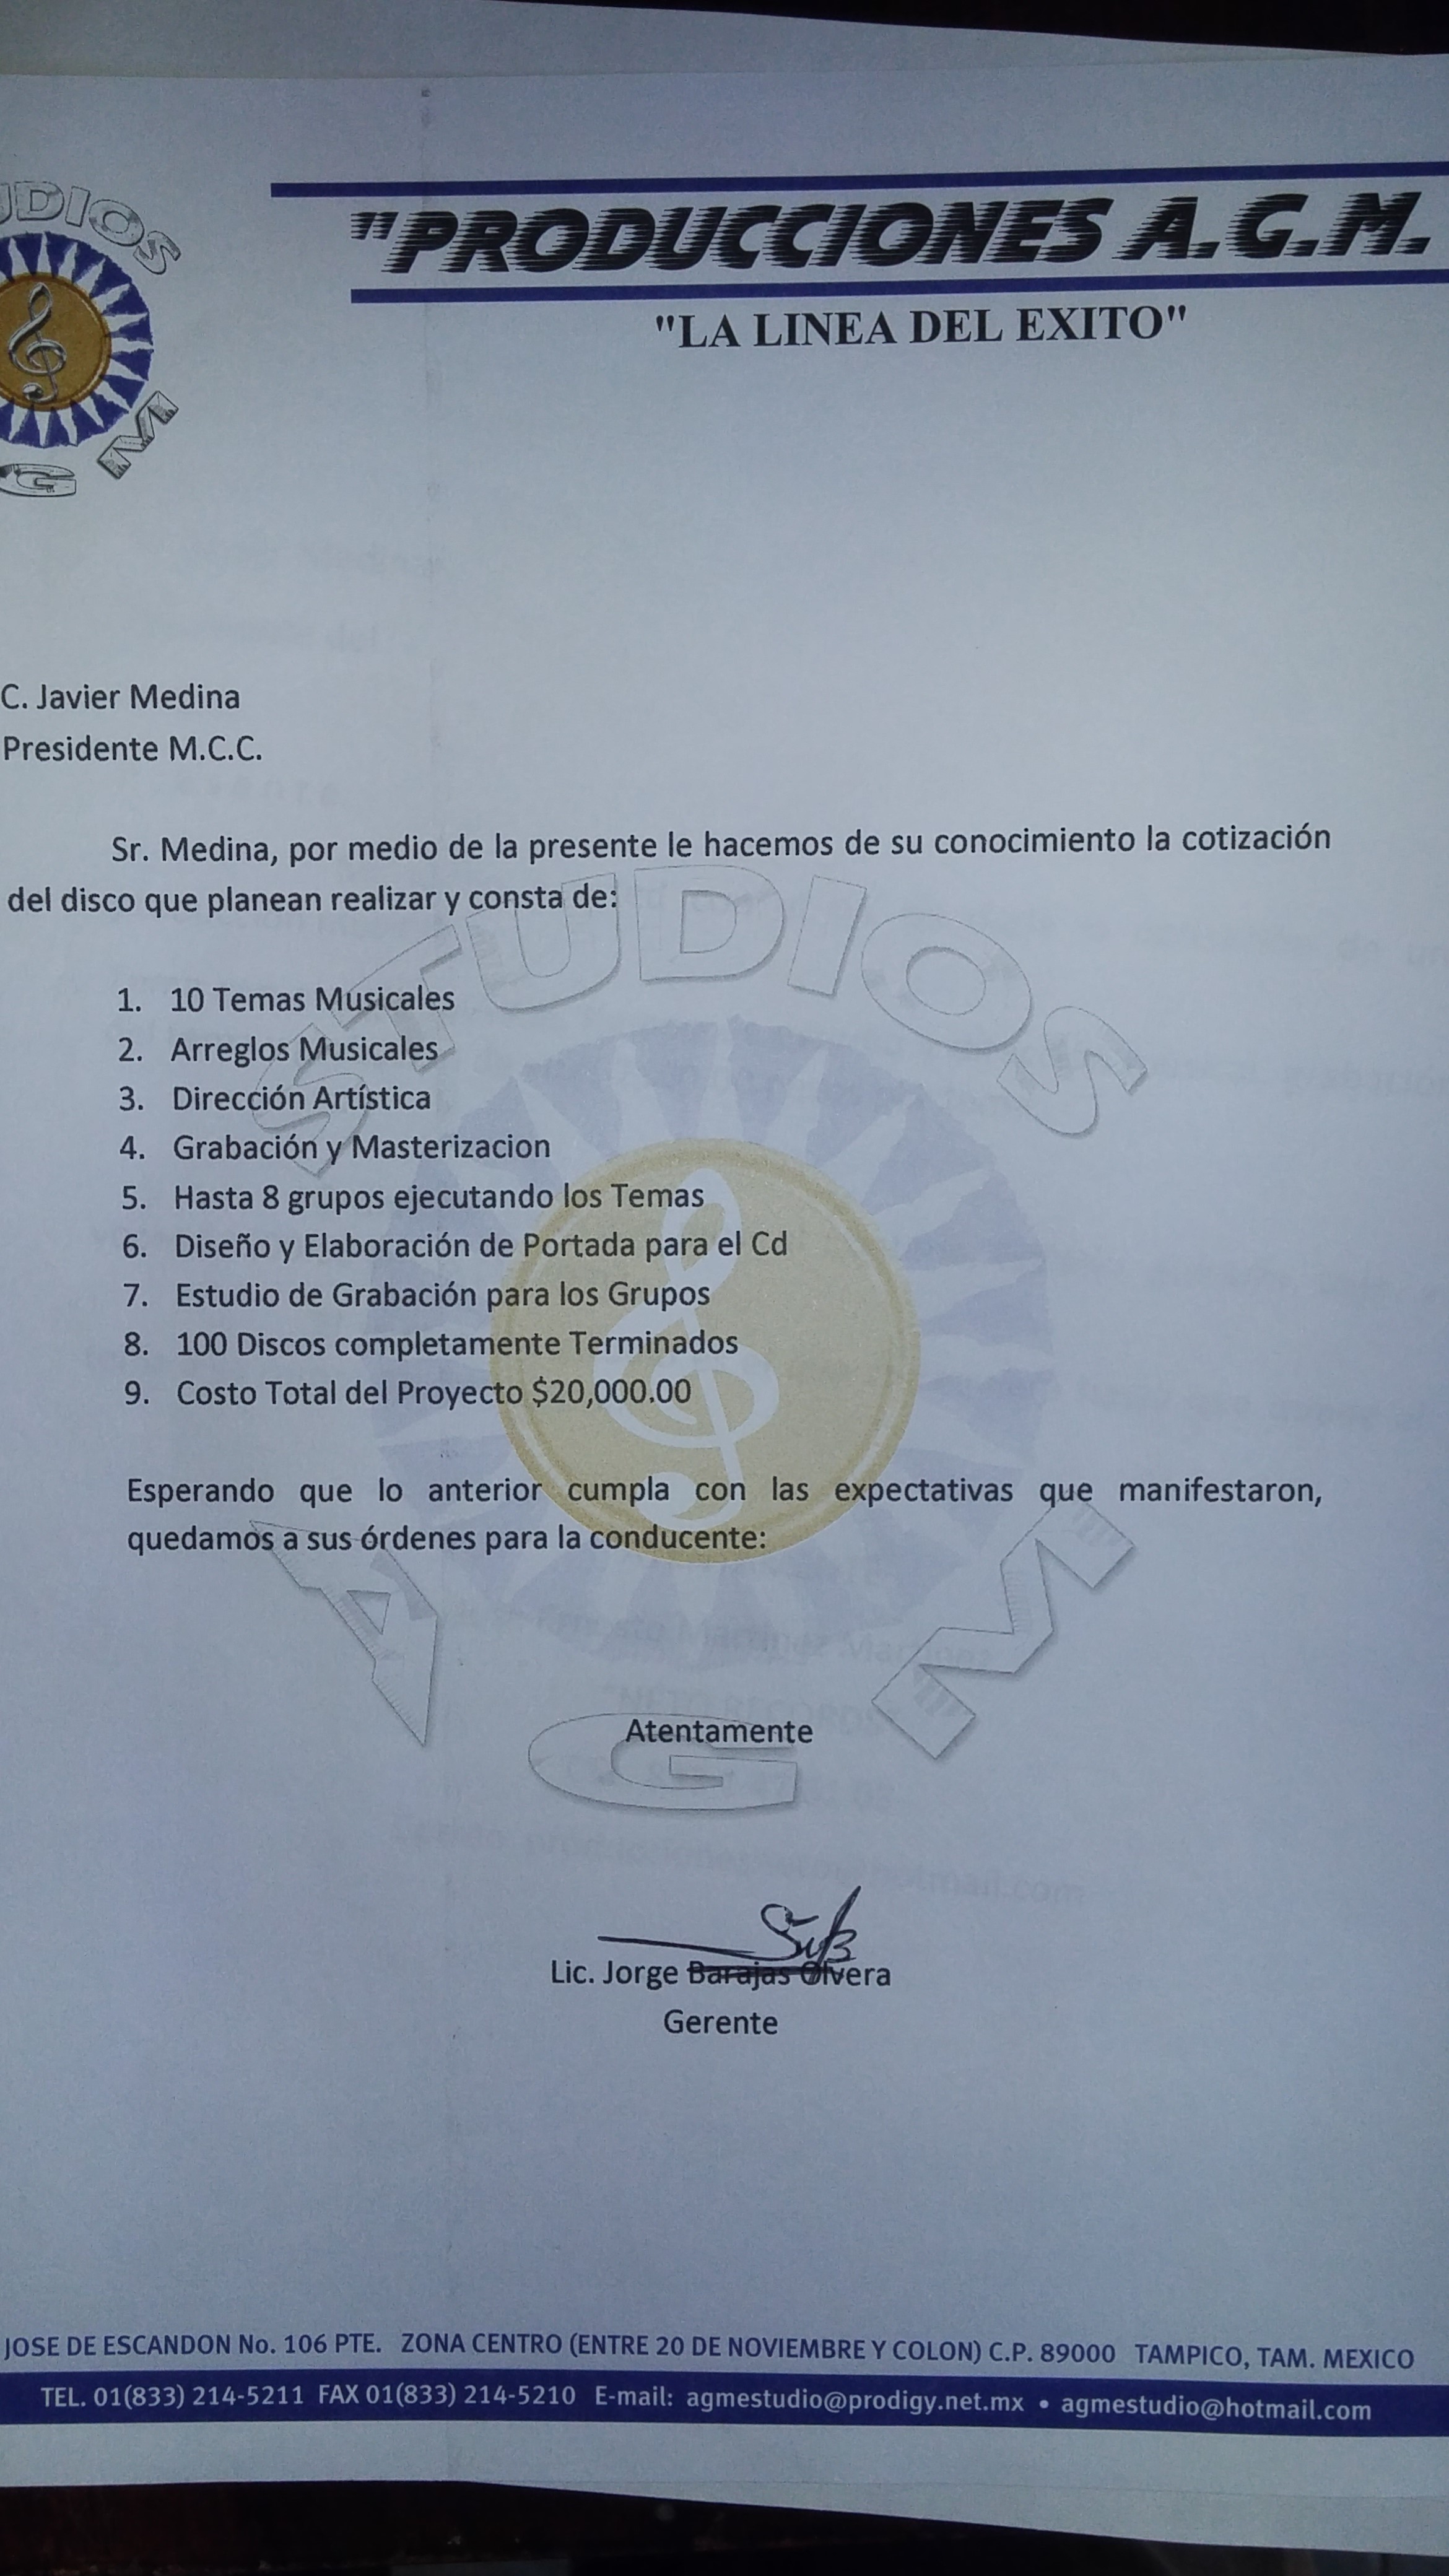 UDIOS
G M
"PRODUCCIONES A.G.M.
"LA LINEA DEL EXITO"
C. Javier Medina
Presidente M.C.C.
Sr. Medina, por medio de la presente le hacemos de su conocimiento la cotización
del disco que planean realizar y consta de:
STUDIOS
1. 10 Temas Musicales
2. Arreglos Musicales
3. Dirección Artística
4. Grabación y Masterizacion
5. Hasta 8 grupos ejecutando los Temas
6. Diseño y Elaboración de Portada para el Cd
7. Estudio de Grabación para los Grupos
8. 100 Discos completamente Terminados
9. Costo Total del Proyecto $20,000.00
Esperando que lo anterior cumpla con las expectativas que manifestaron,
quedamos a sus órdenes para la conducente:
A G M
Atentamente
Lic. Jorge Barajas Olvera
Gerente
JOSE DE ESCANDON No. 106 PTE. ZONA CENTRO (ENTRE 20 DE NOVIEMBRE Y COLON) C.P. 89000 TAMPICO, TAM. MEXICO
TEL. 01(833) 214-5211 FAX 01(833) 214-5210 E-mail: agmestudio@prodigy.net.mx • agmestudio@hotmail.com